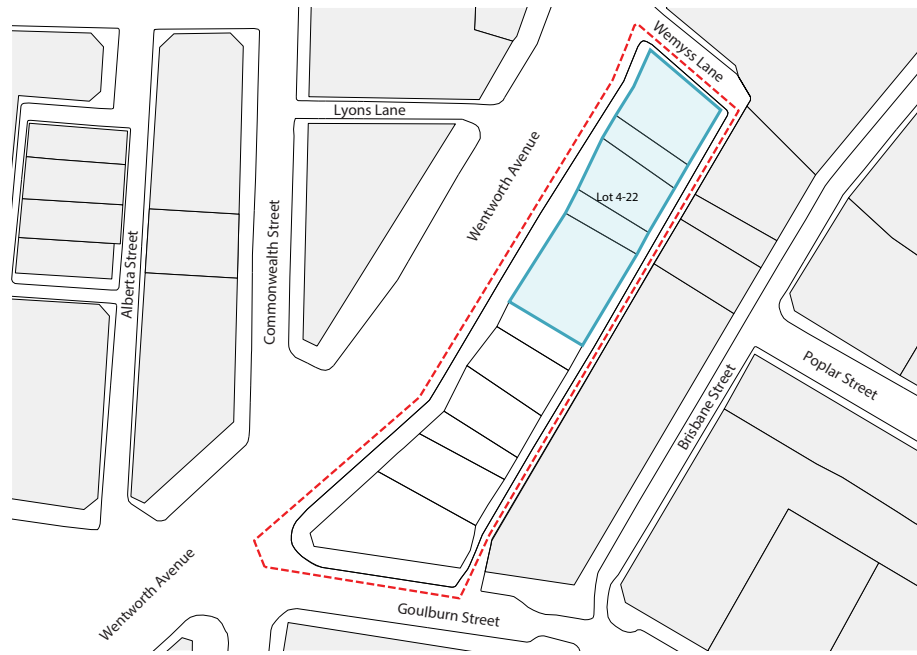 Wemyss Lane
Lyons Lane
Wentworth Avenue
Lot 4-22
Commonwealth Street
Alberta Street
Poplar Street
Brisbane Street
Wentworth Avenue
Goulburn Street